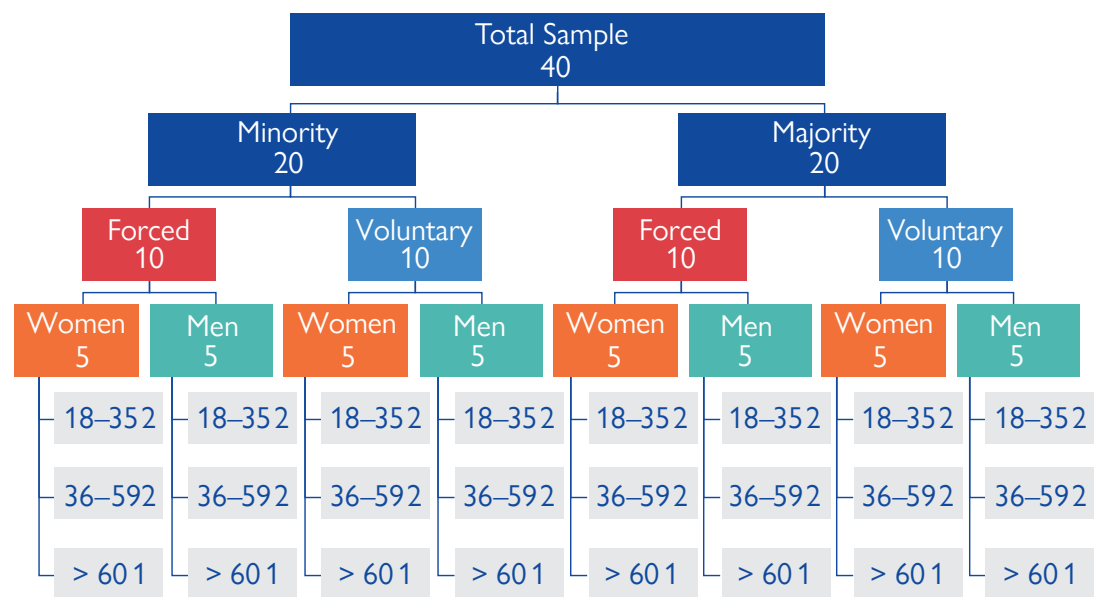 Total Sample
40
Minority
20
Majority
20
Forced
10
Voluntary
10
Forced
10
Voluntary
10
Women
5
Men
5
Women
5
Men
5
Women
5
Men
5
Women
5
Men
5
18–35 2
18–35 2
18–35 2
18–35 2
18–35 2
18–35 2
18–35 2
18–35 2
36–59 2
36–59 2
36–59 2
36–59 2
36–59 2
36–59 2
36–59 2
36–59 2
> 60 1
> 60 1
> 60 1
> 60 1
> 60 1
> 60 1
> 60 1
> 60 1